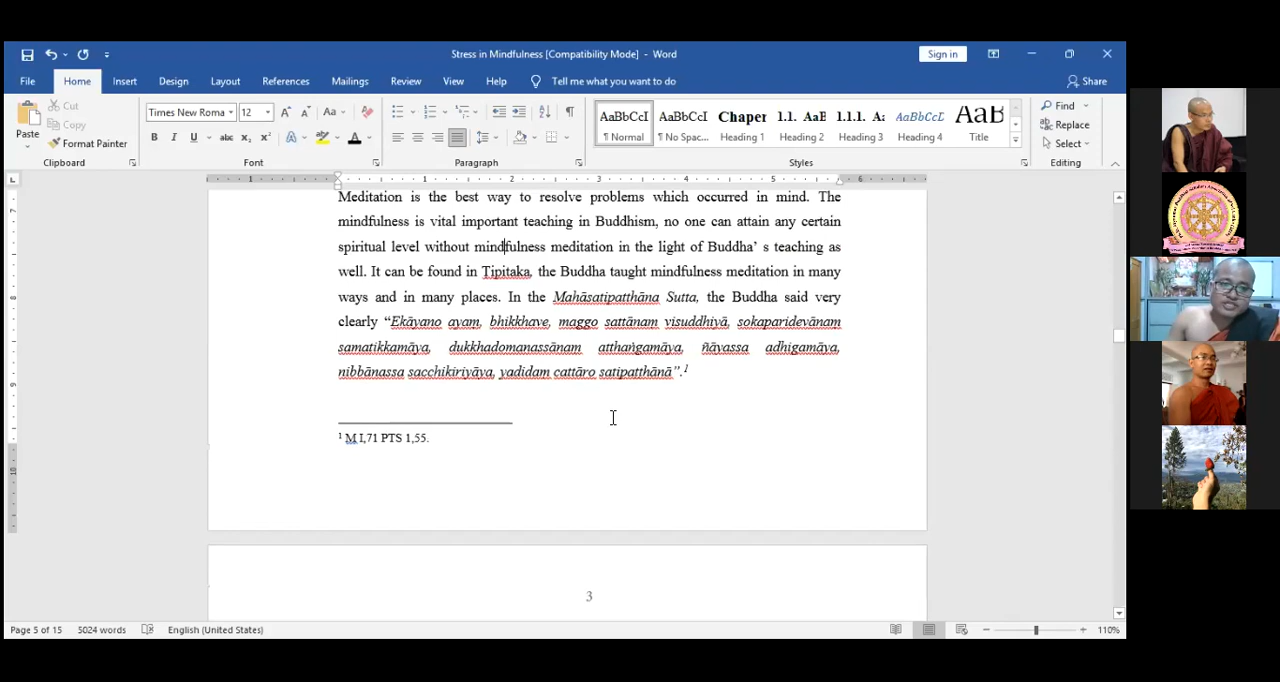 Stress in Mindfulness [Compatibility Mode] - Word
Sign in
File Home Insert Design Layout References Mailings Review View Help Tell me what you want to do Share
Paste
Cut
Copy
Format Painter
Times New Roma 12
AaBbCcI AaBbCcI Chaper 1.1. AaB 1.1.1. Aa AaBbCcD AaB
¶ Normal ¶ No Spac... Heading 1 Heading 2 Heading 3 Heading 4 Title
Find
Replace
Select
Clipboard Font Paragraph Styles Editing
Meditation is the best way to resolve problems which occurred in mind. The
mindfulness is vital important teaching in Buddhism, no one can attain any certain
spiritual level without mindfulness meditation in the light of Buddha’ s teaching as
well. It can be found in Tipitaka, the Buddha taught mindfulness meditation in many
ways and in many places. In the Mahāsatipatthāna Sutta, the Buddha said very
clearly “Ekāyano ayam, bhikkhave, maggo sattānam visuddhiyā, sokaparidevānam
samatikkamāya, dukkhadomanassānam atthaṅgamāya, ñāyassa adhigamāya,
nibbānassa sacchikiriyāya, yadidam cattāro satipatthānā”.1
1 M I,71 PTS 1,55.
3
Page 5 of 15 5024 words English (United States) 110%